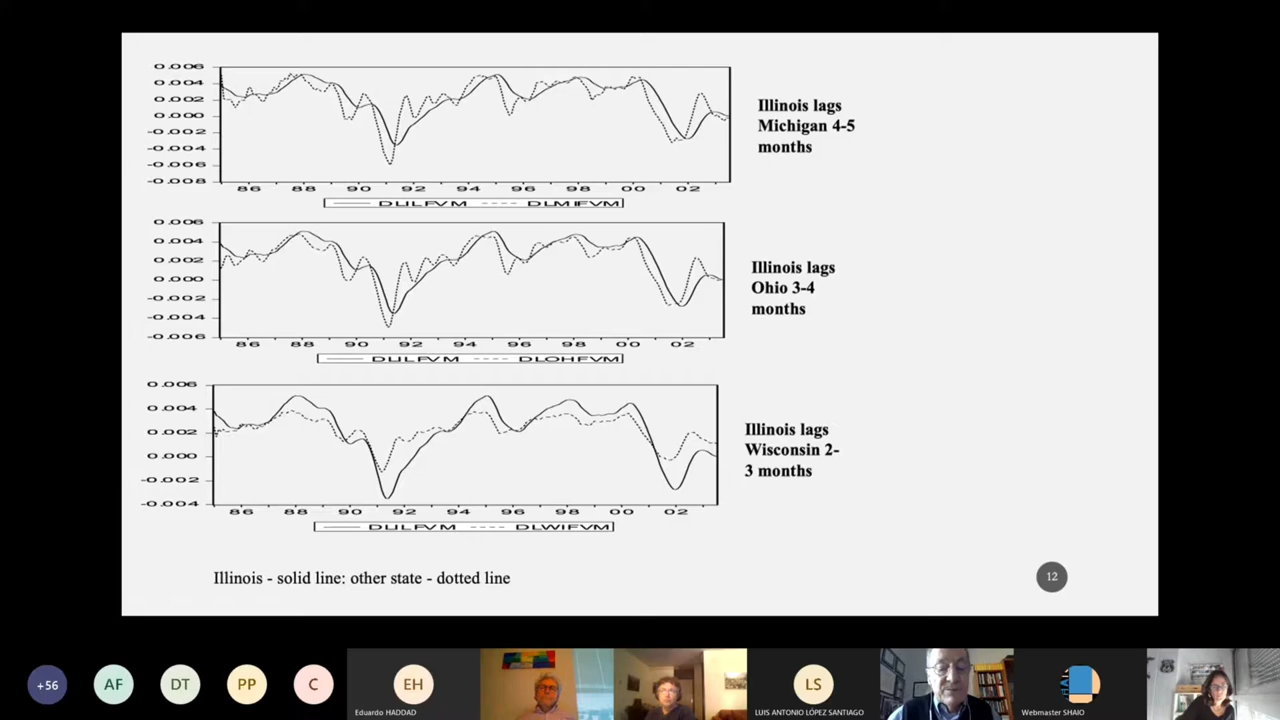 0.006
0.004
0.002
0.000
-0.002
-0.004
-0.006
-0.008
86 88 90 92 94 96 98 00 02
DLILFVM DLMIFVM
Illinois lags
Michigan 4-5
months
0.006
0.004
0.002
0.000
-0.002
-0.004
-0.006
86 88 90 92 94 96 98 00 02
DLILFVM DLOHFVM
Illinois lags
Ohio 3-4
months
0.006
0.004
0.002
0.000
-0.002
-0.004
86 88 90 92 94 96 98 00 02
DLILFVM DLWIFVM
Illinois lags
Wisconsin 2-
3 months
Illinois - solid line: other state - dotted line
12
+56 AF DT PP C EH LS
Eduardo HADDAD LUIS ANTONIO LÓPEZ SANTIAGO Webmaster SHAIO